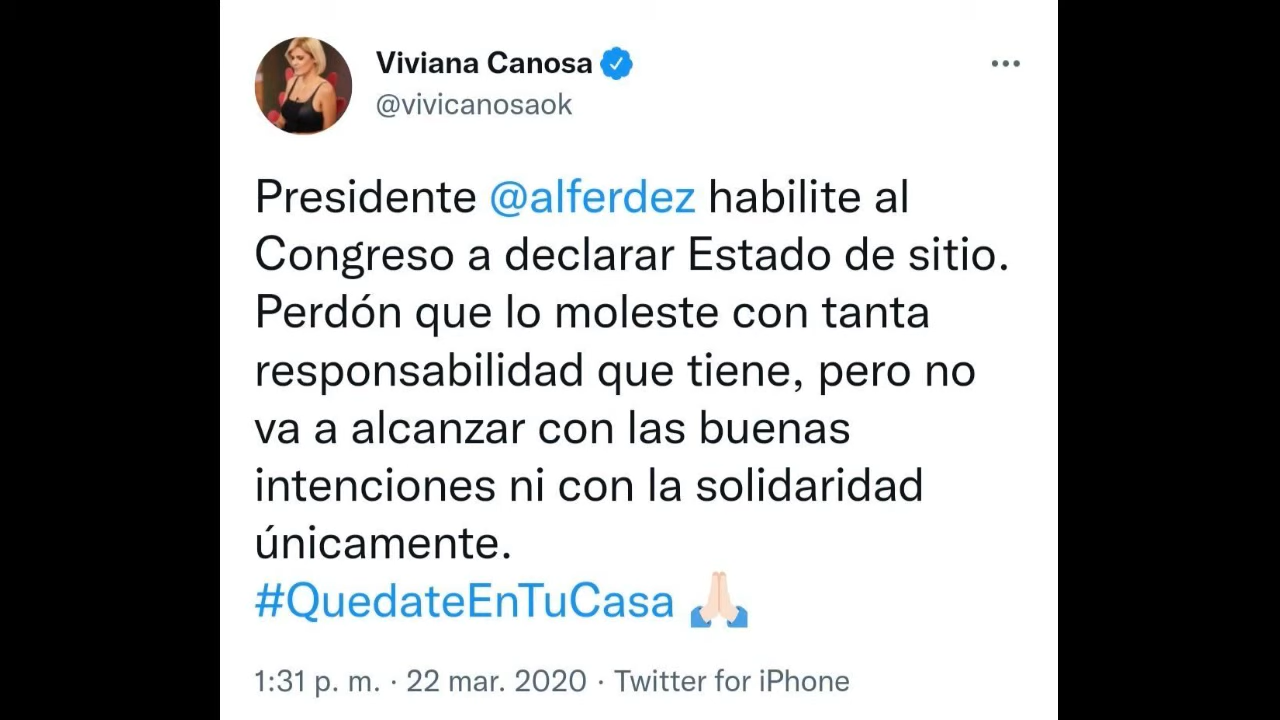 Viviana Canosa
@vivicanosaok
Presidente @alferdez habilite al
Congreso a declarar Estado de sitio.
Perdón que lo moleste con tanta
responsabilidad que tiene, pero no
va a alcanzar con las buenas
intenciones ni con la solidaridad
únicamente.
#QuedateEnTuCasa 🙏🏻
1:31 p. m. · 22 mar. 2020 · Twitter for iPhone